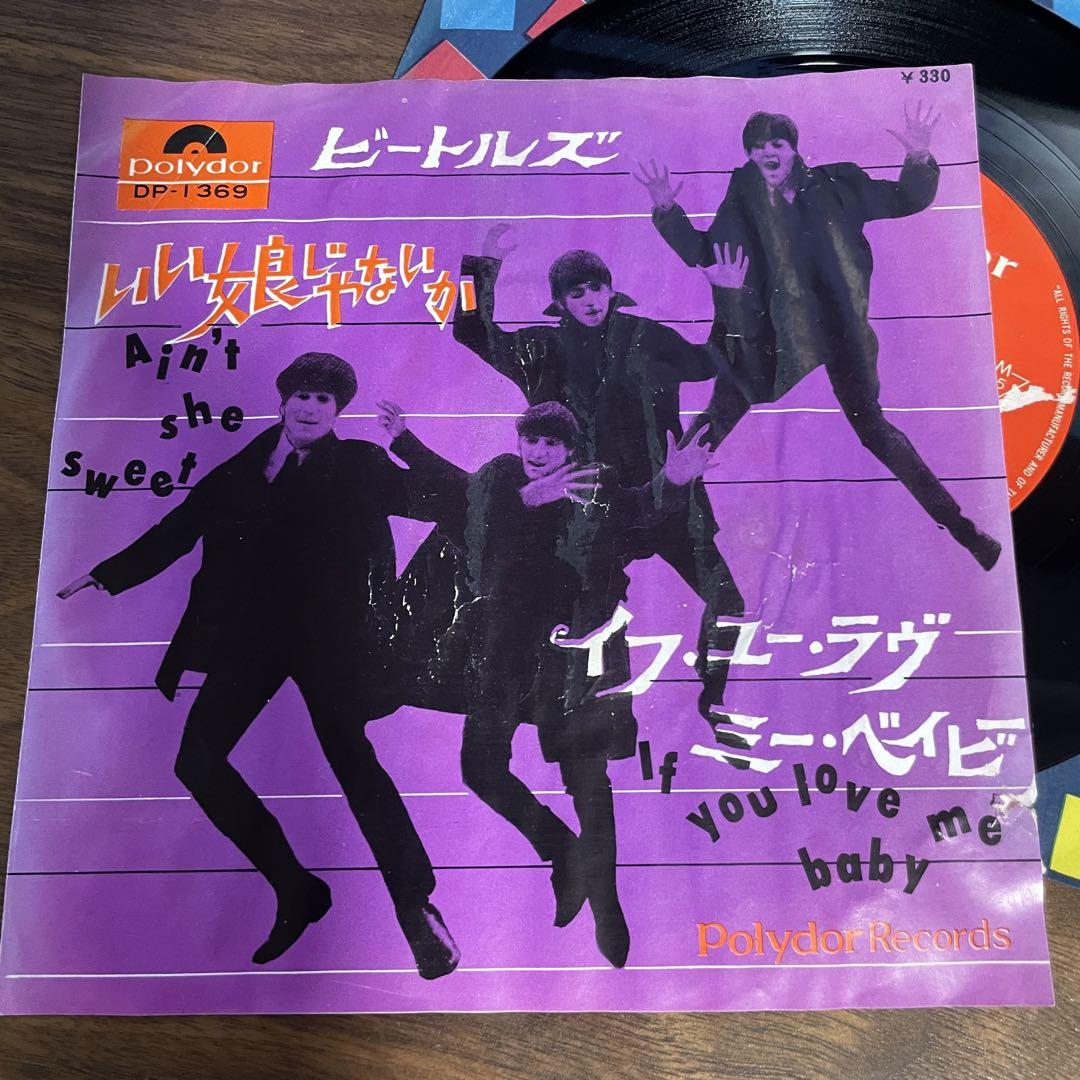 ¥ 330
polydor
DP-1369
ビートルズ
いい娘じゃないか
Ain't
she
sweet
イフ・ユー・ラヴ
ミー・ベイビ
If
you love me
baby
Polydor Records
"ALL RIGHTS OF THE RECORD MANUFACTURER AND OF